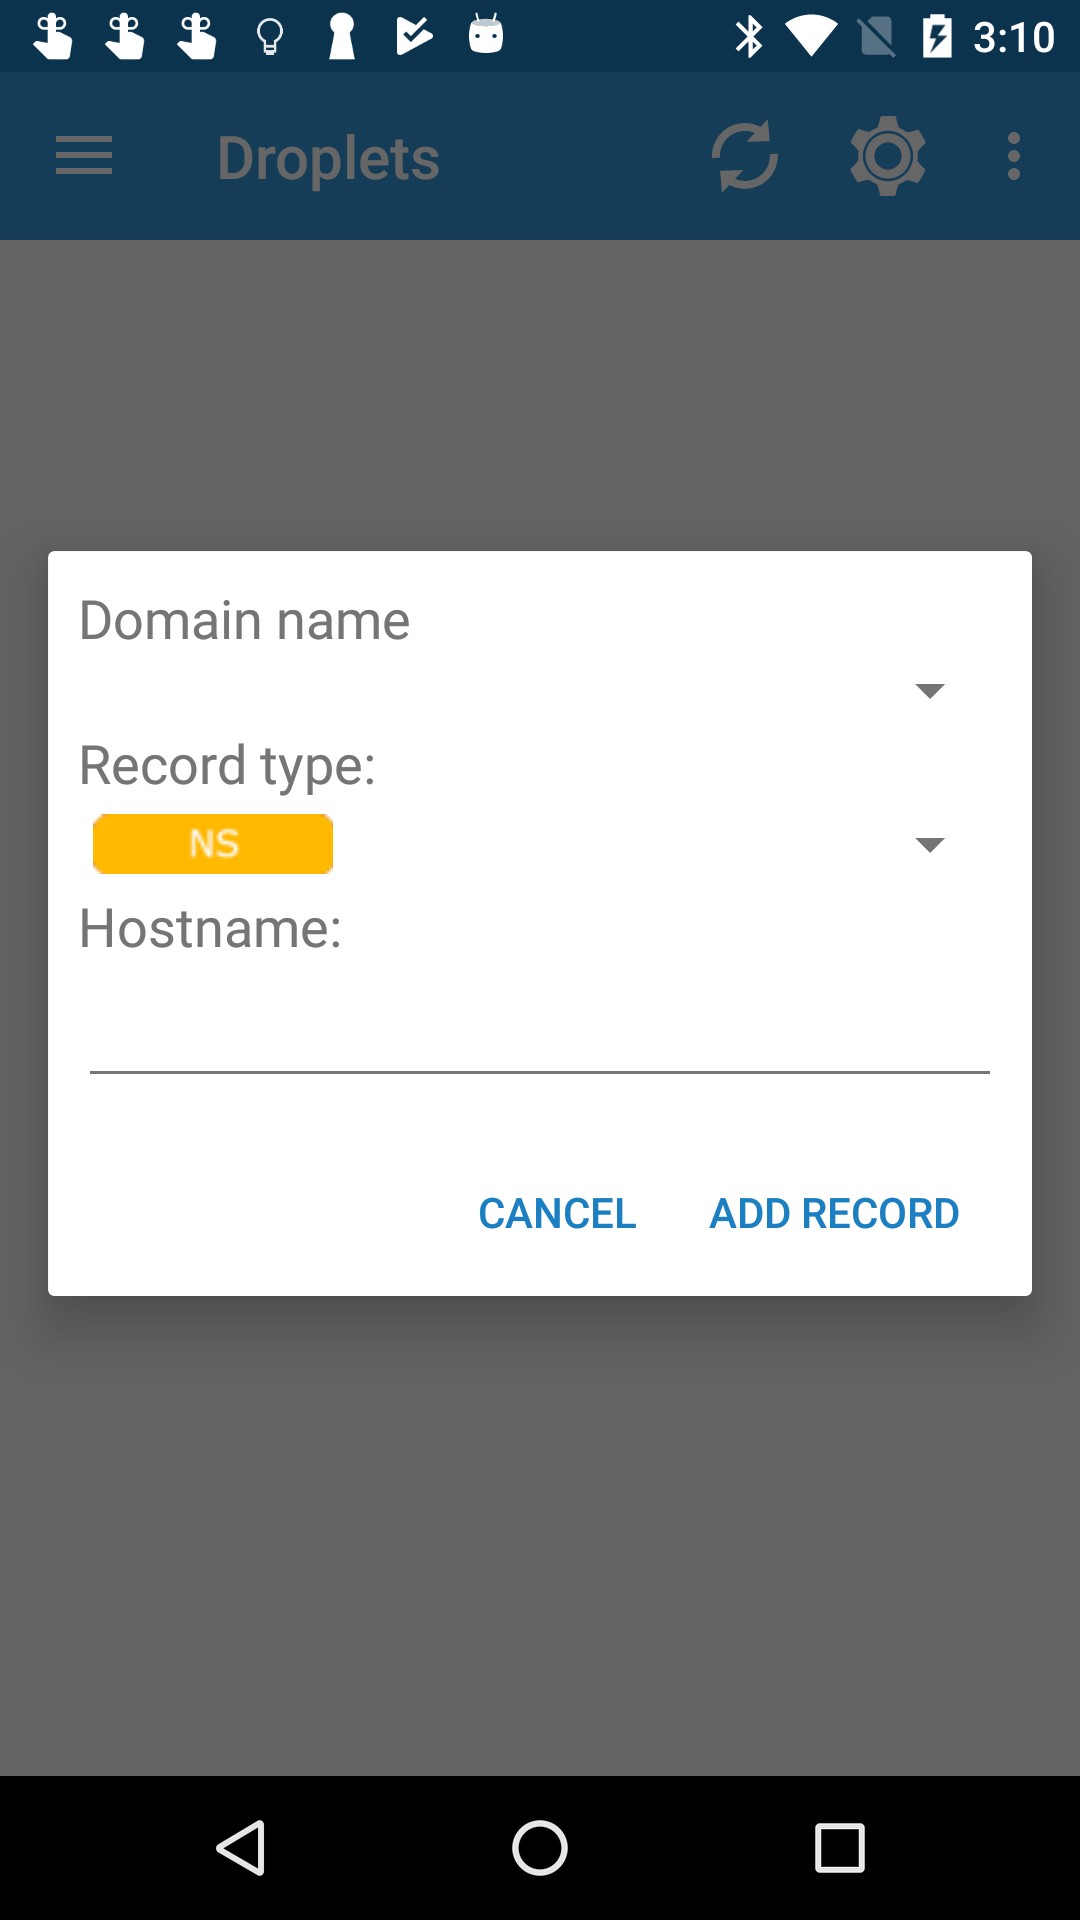 3:10
Droplets
Domain name
Record type:
NS
Hostname:
CANCEL ADD RECORD